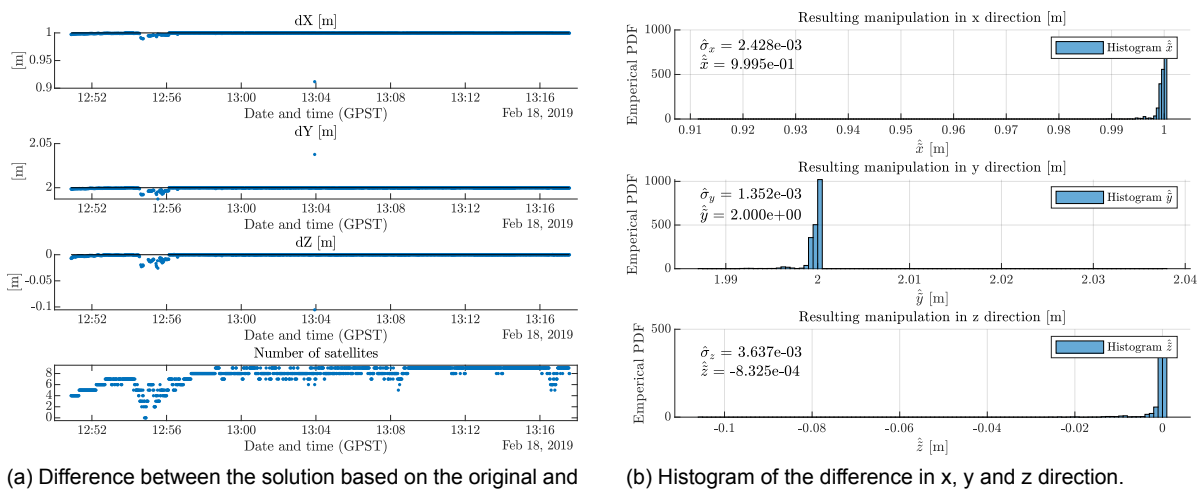 dX [m]
1
0.95
0.9
[m]
12:52 12:56 13:00 13:04 13:08 13:12 13:16
Date and time (GPST)
Feb 18, 2019
dY [m]
2.05
2
[m]
12:52 12:56 13:00 13:04 13:08 13:12 13:16
Date and time (GPST)
Feb 18, 2019
dZ [m]
0
-0.05
-0.1
[m]
12:52 12:56 13:00 13:04 13:08 13:12 13:16
Date and time (GPST)
Feb 18, 2019
Number of satellites
8
6
4
2
0
12:52 12:56 13:00 13:04 13:08 13:12 13:16
Date and time (GPST)
Feb 18, 2019
(a) Difference between the solution based on the original and
Resulting manipulation in x direction [m]
1000
500
0
Emperical PDF
σ̂x = 2.428e-03
x̂̄ = 9.995e-01
Histogram x̂̄
0.91 0.92 0.93 0.94 0.95 0.96 0.97 0.98 0.99 1
x̂̄ [m]
Resulting manipulation in y direction [m]
1000
500
0
Emperical PDF
σ̂y = 1.352e-03
ŷ̄ = 2.000e+00
Histogram ŷ̄
1.99 2 2.01 2.02 2.03 2.04
ŷ̄ [m]
Resulting manipulation in z direction [m]
500
0
Emperical PDF
σ̂z = 3.637e-03
ẑ̄ = -8.325e-04
Histogram ẑ̄
-0.1 -0.08 -0.06 -0.04 -0.02 0
ẑ̄ [m]
(b) Histogram of the difference in x, y and z direction.